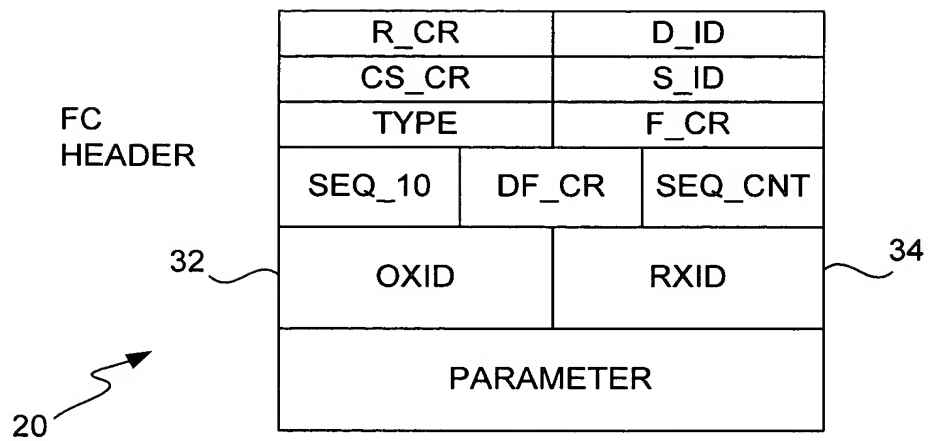 R_CR D_ID
CS_CR S_ID
FC
HEADER
TYPE F_CR
SEQ_10 DF_CR SEQ_CNT
32
OXID RXID
34
PARAMETER
20